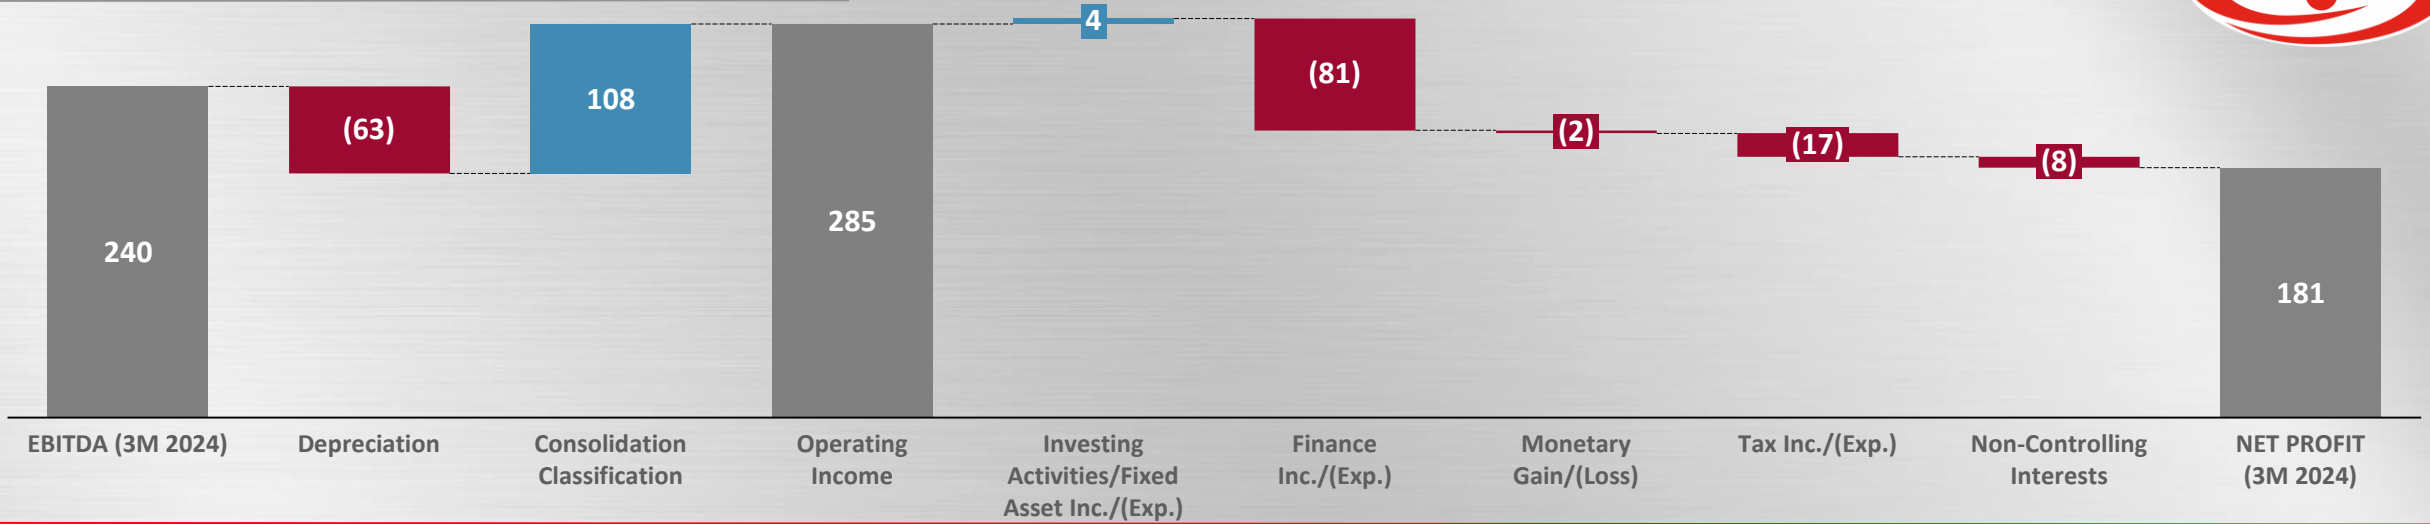 4
(81)
108
(63)
(2)
(17)
(8)
285
240
181
EBITDA (3M 2024)
Depreciation
Consolidation
Classification
Operating
Income
Investing
Activities/Fixed
Asset Inc./(Exp.)
Finance
Inc./(Exp.)
Monetary
Gain/(Loss)
Tax Inc./(Exp.)
Non-Controlling
Interests
NET PROFIT
(3M 2024)